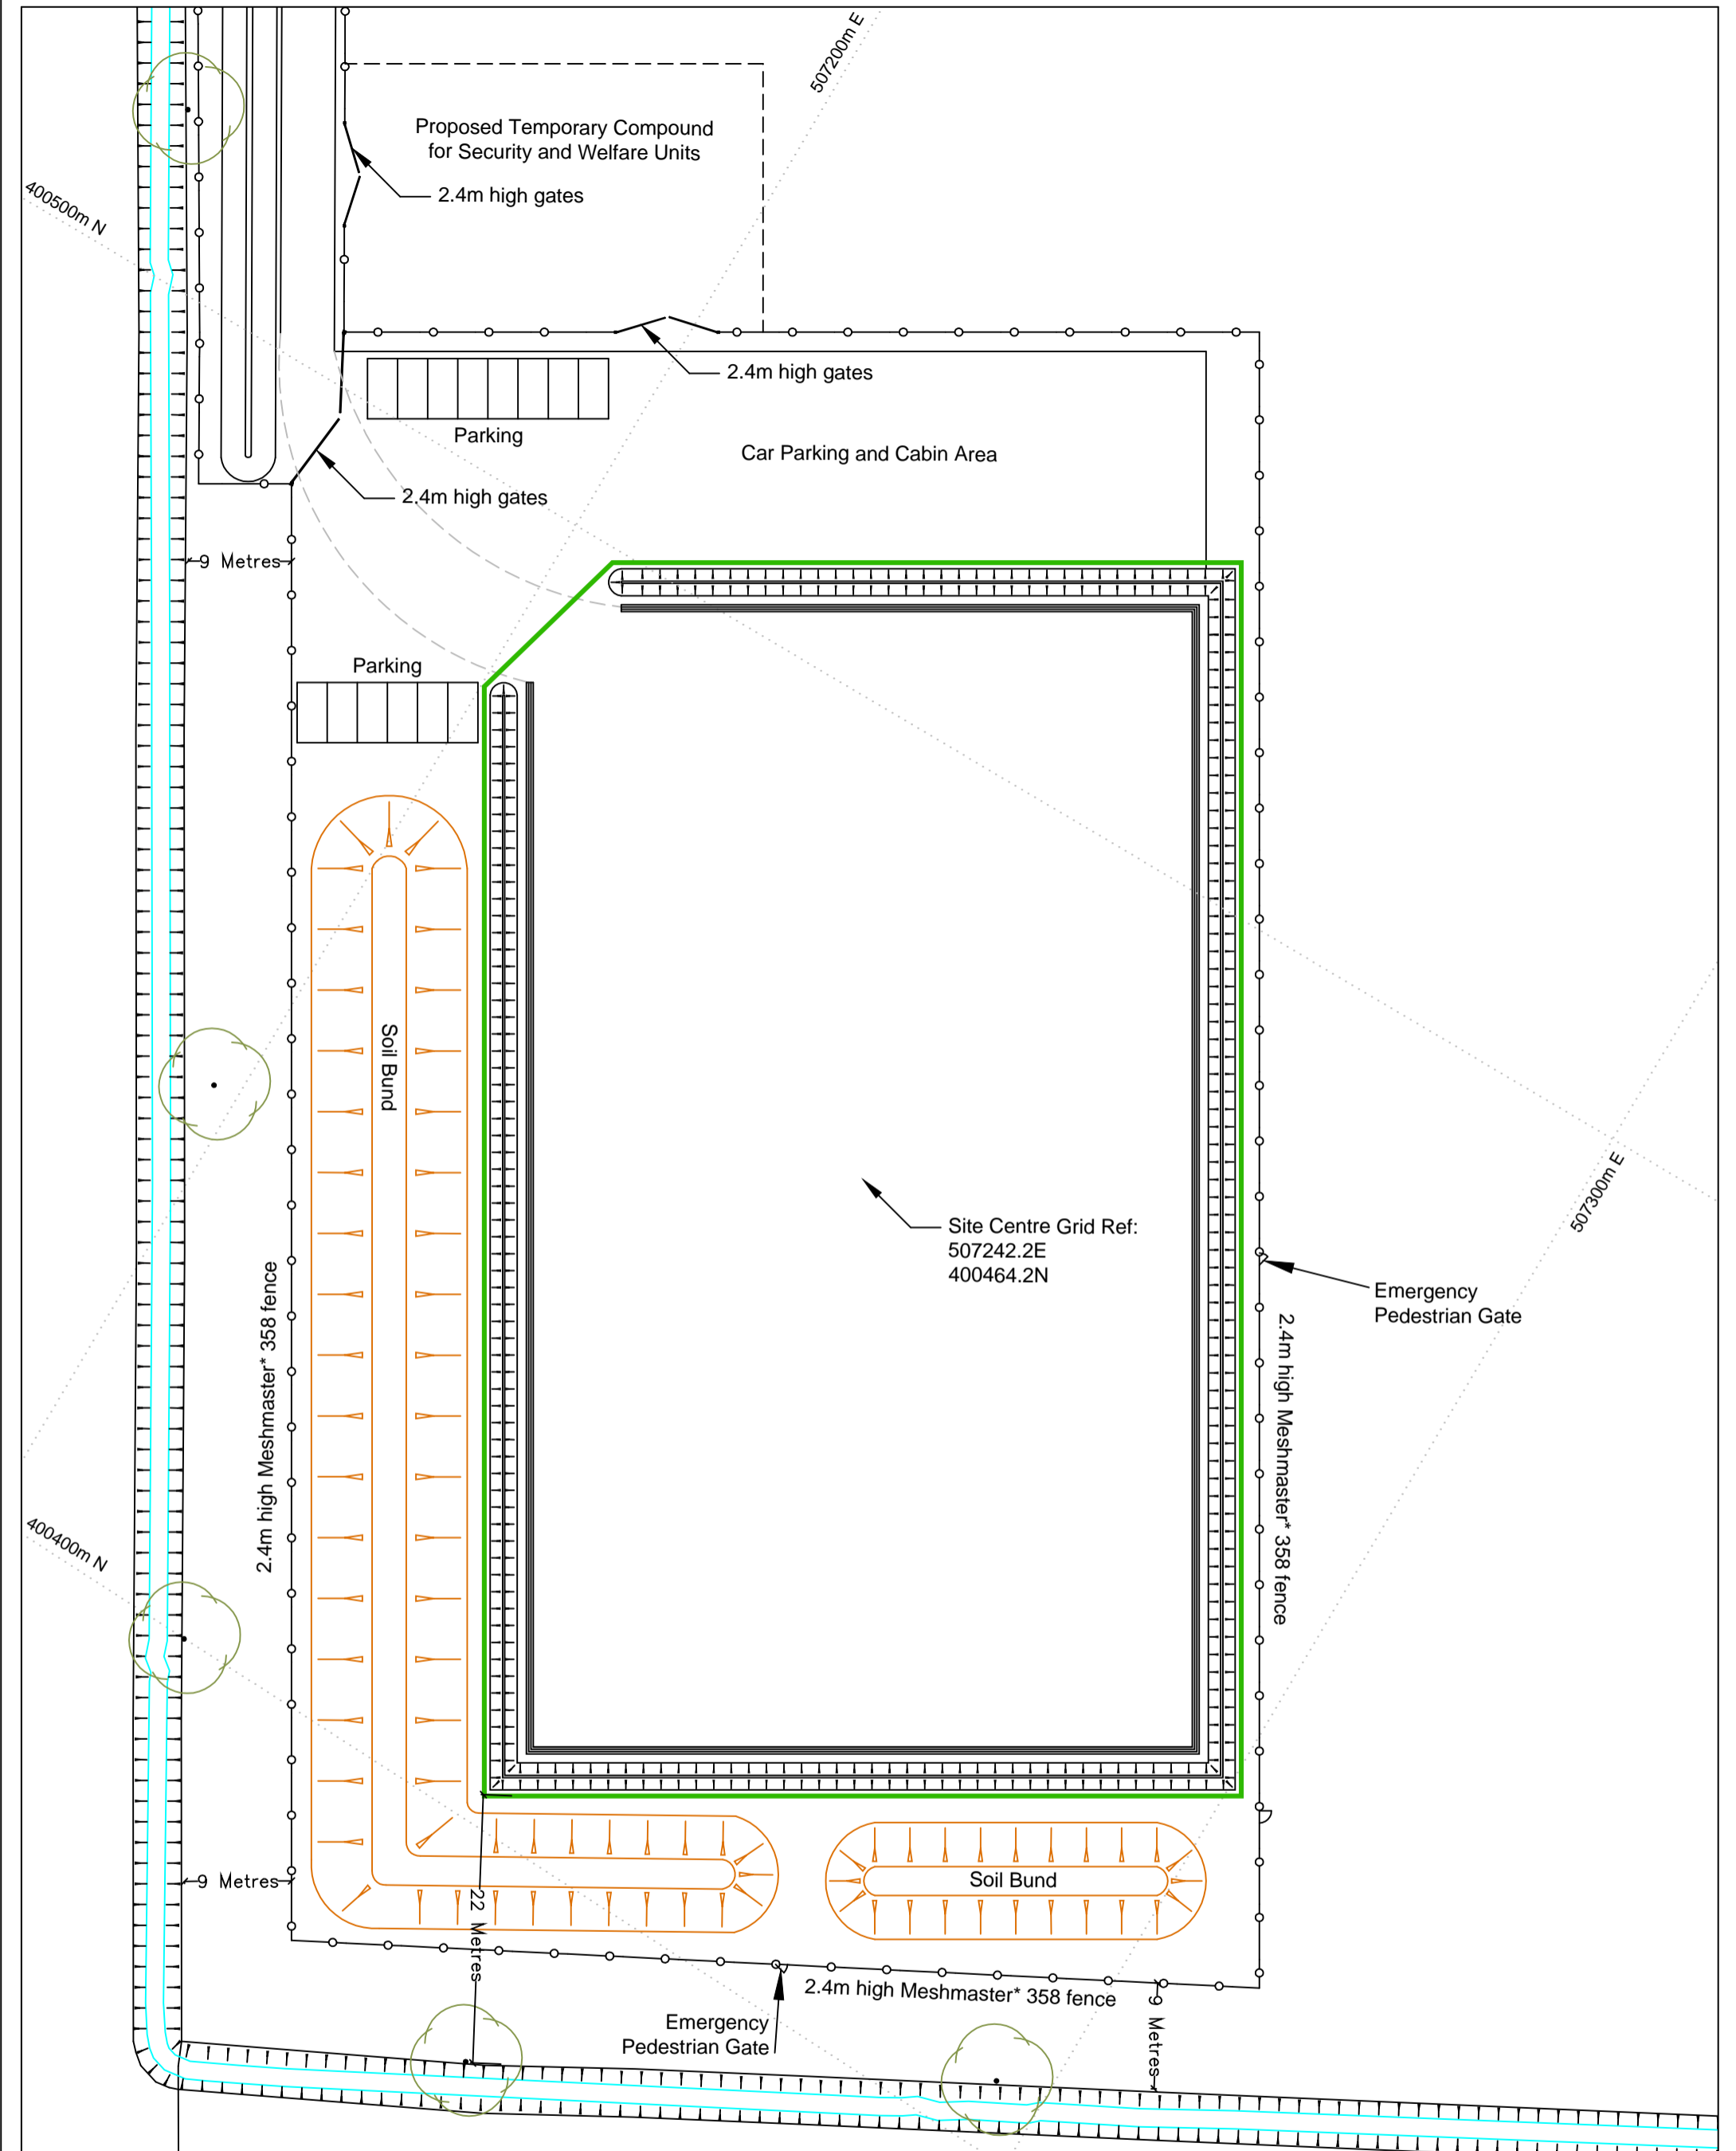 507200m E
Proposed Temporary Compound
for Security and Welfare Units
2.4m high gates
400500m N
2.4m high gates
Parking
Car Parking and Cabin Area
2.4m high gates
9 Metres
Parking
Soil Bund
507300m E
Site Centre Grid Ref:
507242.2E
400464.2N
Emergency
Pedestrian Gate
2.4m high Meshmaster* 358 fence
2.4m high Meshmaster* 358 fence
400400m N
9 Metres
Soil Bund
22 Metres
2.4m high Meshmaster* 358 fence
9 Metres
Emergency
Pedestrian Gate